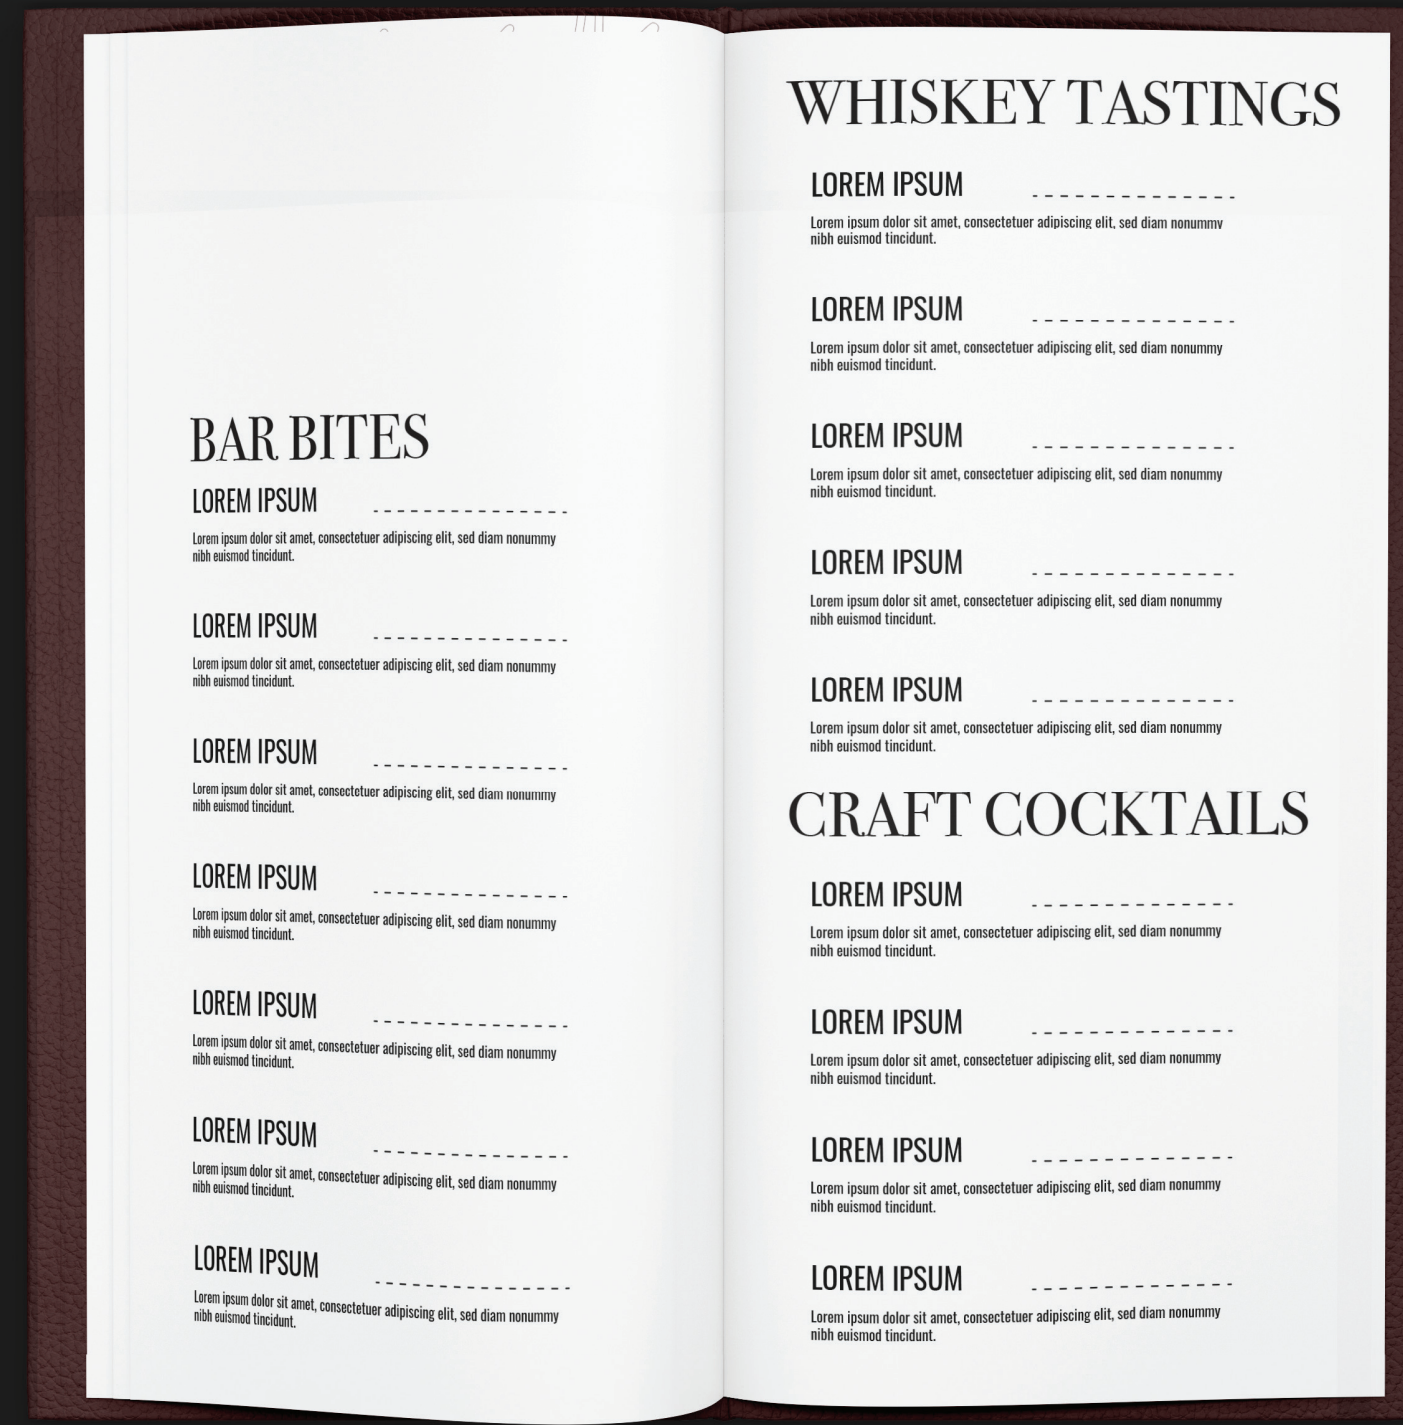 BAR BITES
LOREM IPSUM
Lorem ipsum dolor sit amet, consectetuer adipiscing elit, sed diam nonummy
nibh euismod tincidunt.
LOREM IPSUM
Lorem ipsum dolor sit amet, consectetuer adipiscing elit, sed diam nonummy
nibh euismod tincidunt.
LOREM IPSUM
Lorem ipsum dolor sit amet, consectetuer adipiscing elit, sed diam nonummy
nibh euismod tincidunt.
LOREM IPSUM
Lorem ipsum dolor sit amet, consectetuer adipiscing elit, sed diam nonummy
nibh euismod tincidunt.
LOREM IPSUM
Lorem ipsum dolor sit amet, consectetuer adipiscing elit, sed diam nonummy
nibh euismod tincidunt.
LOREM IPSUM
Lorem ipsum dolor sit amet, consectetuer adipiscing elit, sed diam nonummy
nibh euismod tincidunt.
LOREM IPSUM
Lorem ipsum dolor sit amet, consectetuer adipiscing elit, sed diam nonummy
nibh euismod tincidunt.
WHISKEY TASTINGS
LOREM IPSUM
Lorem ipsum dolor sit amet, consectetuer adipiscing elit, sed diam nonummy
nibh euismod tincidunt.
LOREM IPSUM
Lorem ipsum dolor sit amet, consectetuer adipiscing elit, sed diam nonummy
nibh euismod tincidunt.
LOREM IPSUM
Lorem ipsum dolor sit amet, consectetuer adipiscing elit, sed diam nonummy
nibh euismod tincidunt.
LOREM IPSUM
Lorem ipsum dolor sit amet, consectetuer adipiscing elit, sed diam nonummy
nibh euismod tincidunt.
LOREM IPSUM
Lorem ipsum dolor sit amet, consectetuer adipiscing elit, sed diam nonummy
nibh euismod tincidunt.
CRAFT COCKTAILS
LOREM IPSUM
Lorem ipsum dolor sit amet, consectetuer adipiscing elit, sed diam nonummy
nibh euismod tincidunt.
LOREM IPSUM
Lorem ipsum dolor sit amet, consectetuer adipiscing elit, sed diam nonummy
nibh euismod tincidunt.
LOREM IPSUM
Lorem ipsum dolor sit amet, consectetuer adipiscing elit, sed diam nonummy
nibh euismod tincidunt.
LOREM IPSUM
Lorem ipsum dolor sit amet, consectetuer adipiscing elit, sed diam nonummy
nibh euismod tincidunt.